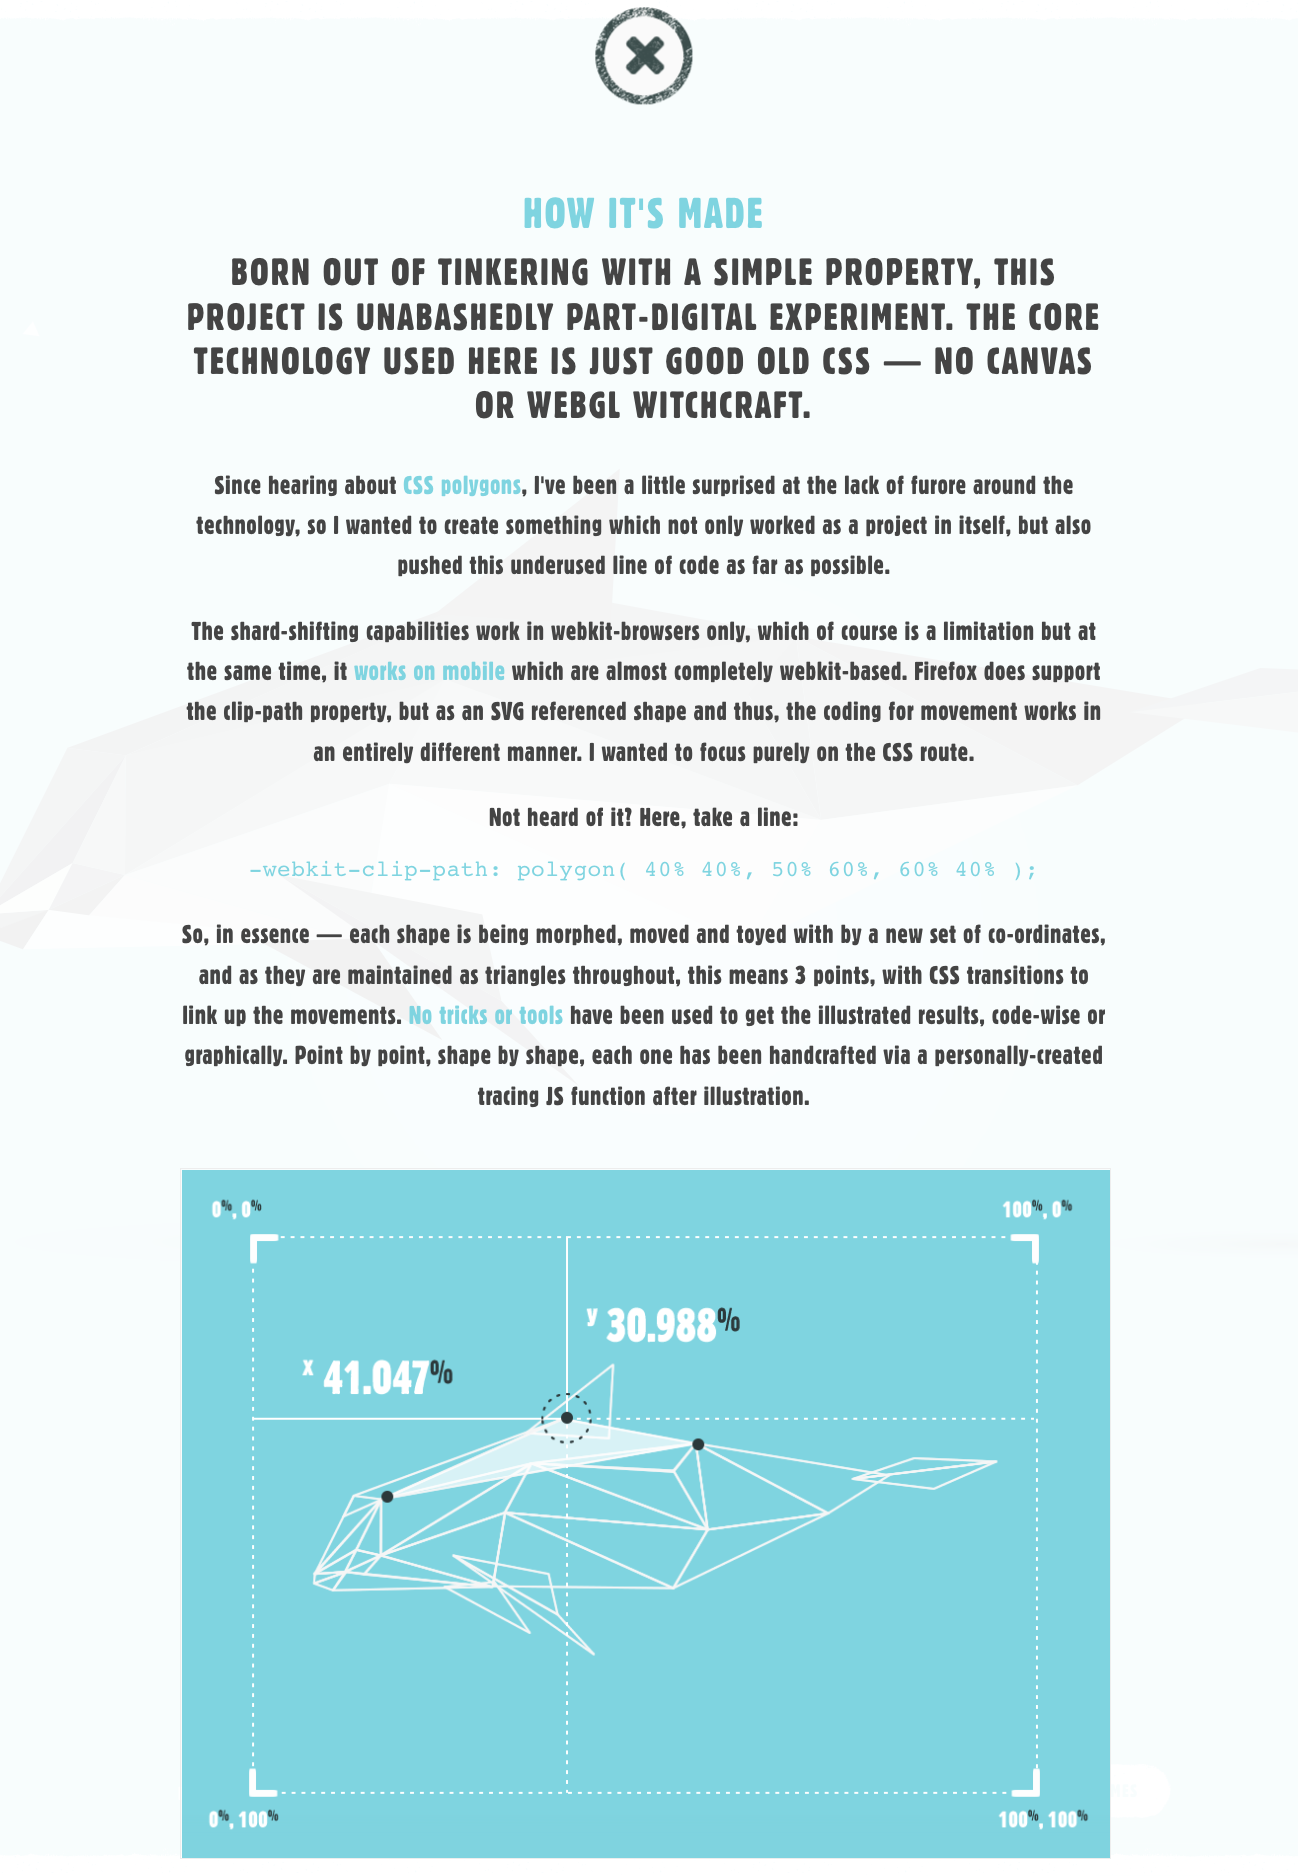 HOW IT'S MADE
BORN OUT OF TINKERING WITH A SIMPLE PROPERTY, THIS
PROJECT IS UNABASHEDLY PART-DIGITAL EXPERIMENT. THE CORE
TECHNOLOGY USED HERE IS JUST GOOD OLD CSS — NO CANVAS
OR WEBGL WITCHCRAFT.
Since hearing about CSS polygons, I've been a little surprised at the lack of furore around the
technology, so I wanted to create something which not only worked as a project in itself, but also
pushed this underused line of code as far as possible.
The shard-shifting capabilities work in webkit-browsers only, which of course is a limitation but at
the same time, it works on mobile which are almost completely webkit-based. Firefox does support
the clip-path property, but as an SVG referenced shape and thus, the coding for movement works in
an entirely different manner. I wanted to focus purely on the CSS route.
Not heard of it? Here, take a line:
-webkit-clip-path: polygon( 40% 40%, 50% 60%, 60% 40% );
So, in essence — each shape is being morphed, moved and toyed with by a new set of co-ordinates,
and as they are maintained as triangles throughout, this means 3 points, with CSS transitions to
link up the movements. No tricks or tools have been used to get the illustrated results, code-wise or
graphically. Point by point, shape by shape, each one has been handcrafted via a personally-created
tracing JS function after illustration.
0%, 0%
100%, 0%
y 30.988%
x 41.047%
0%, 100%
100%, 100%